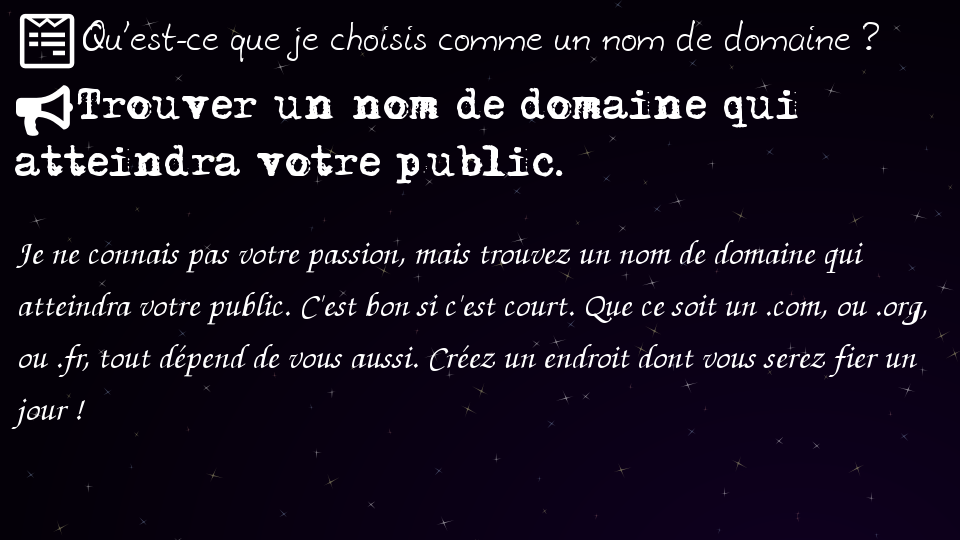 Qu'est-ce que je choisis comme un nom de domaine ?
Trouver un nom de domaine qui
atteindra votre public.
Je ne connais pas votre passion, mais trouvez un nom de domaine qui
atteindra votre public. C'est bon si c'est court. Que ce soit un .com, ou .org,
ou .fr, tout dépend de vous aussi. Créez un endroit dont vous serez fier un
jour !